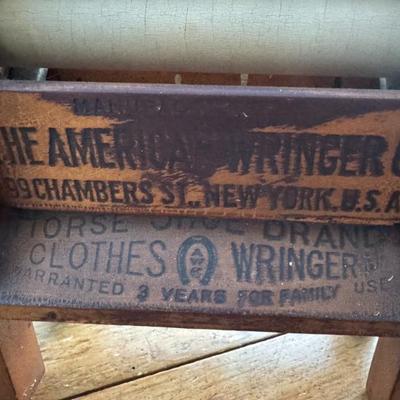 HE AMERICAN WRINGER C
99 CHAMBERS ST., NEW YORK, U.S.A
HORSE SHOE BRAND
CLOTHES WRINGER
WARRANTED 3 YEARS FOR FAMILY USE